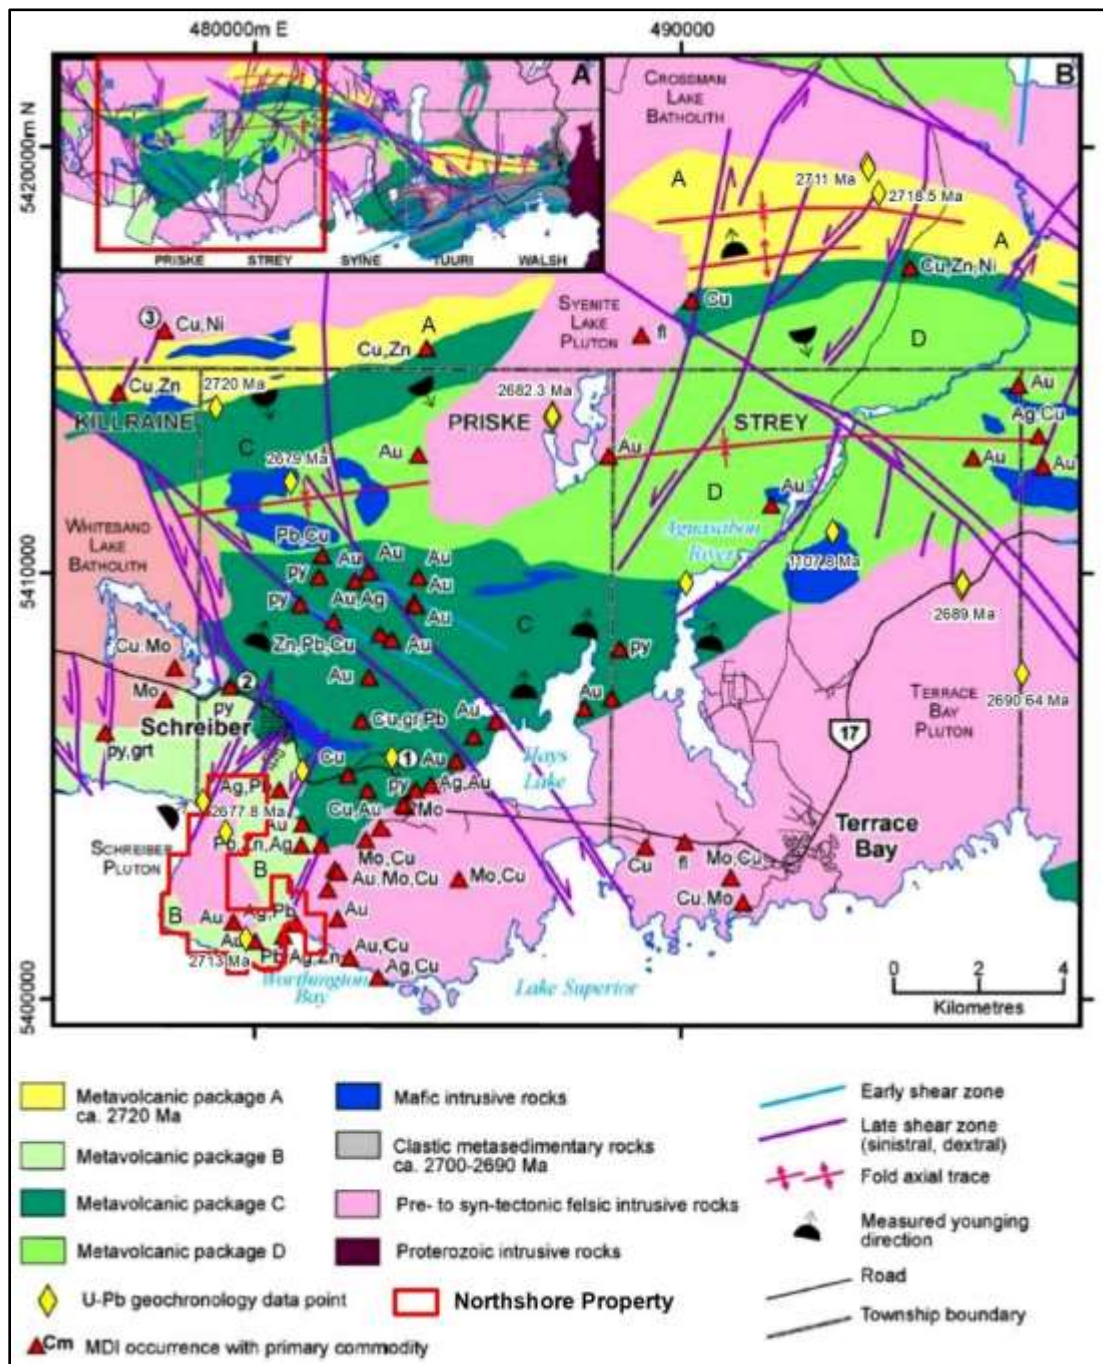 480000m E
490000
5420000m N
5410000
5400000
A
B
PRISKE
STREY
SYINE
TUURI
WALSH
CROSSMAN
LAKE
BATHOLITH
A
2711 Ma
2718.5 Ma
A
Cu,Zn,Ni
Cu
SYENITE
LAKE
PLUTON
fl
D
3
Cu,Ni
A
Cu,Zn
Cu,Zn
2720 Ma
2682.3 Ma
KILLRAINE
PRISKE
STREY
Au
Ag,Cu
C
Au
Au
Au
Au
2679 Ma
Au
D
WHITESAND
LAKE
BATHOLITH
Aguasabon
River
1107.8 Ma
Pb,Cu
Au
Au
Au
py
Au
Au,Ag
py
Au
Zn,Pb,Cu
Au
C
py
2689 Ma
Cu,Mo
Au
Mo
2
py
Schreiber
Cu,gr,Pb
Au
Au
TERRACE
BAY
PLUTON
2690.64 Ma
17
py,grt
Cu
1
Au
Hays
Lake
py
Ag,Au
Cu,Au
Mo
2677.8 Ma
Au
Pb,Zn,Ag
SCHREIBER
PLUTON
B
Mo,Cu
Au,Mo,Cu
Mo,Cu
Cu
fl
Mo,Cu
Cu,Mo
Terrace
Bay
B
Au
Ag,Pb
Au
Au
Pb,Ag,Zn
Au,Cu
Ag,Cu
2713 Ma
Worthington
Bay
Lake Superior
0 2 4
Kilometres
Metavolcanic package A
ca. 2720 Ma
Metavolcanic package B
Metavolcanic package C
Metavolcanic package D
U-Pb geochronology data point
Cm MDI occurrence with primary commodity
Mafic intrusive rocks
Clastic metasedimentary rocks
ca. 2700-2690 Ma
Pre- to syn-tectonic felsic intrusive rocks
Proterozoic intrusive rocks
Northshore Property
Early shear zone
Late shear zone
(sinistral, dextral)
Fold axial trace
Measured younging
direction
Road
Township boundary